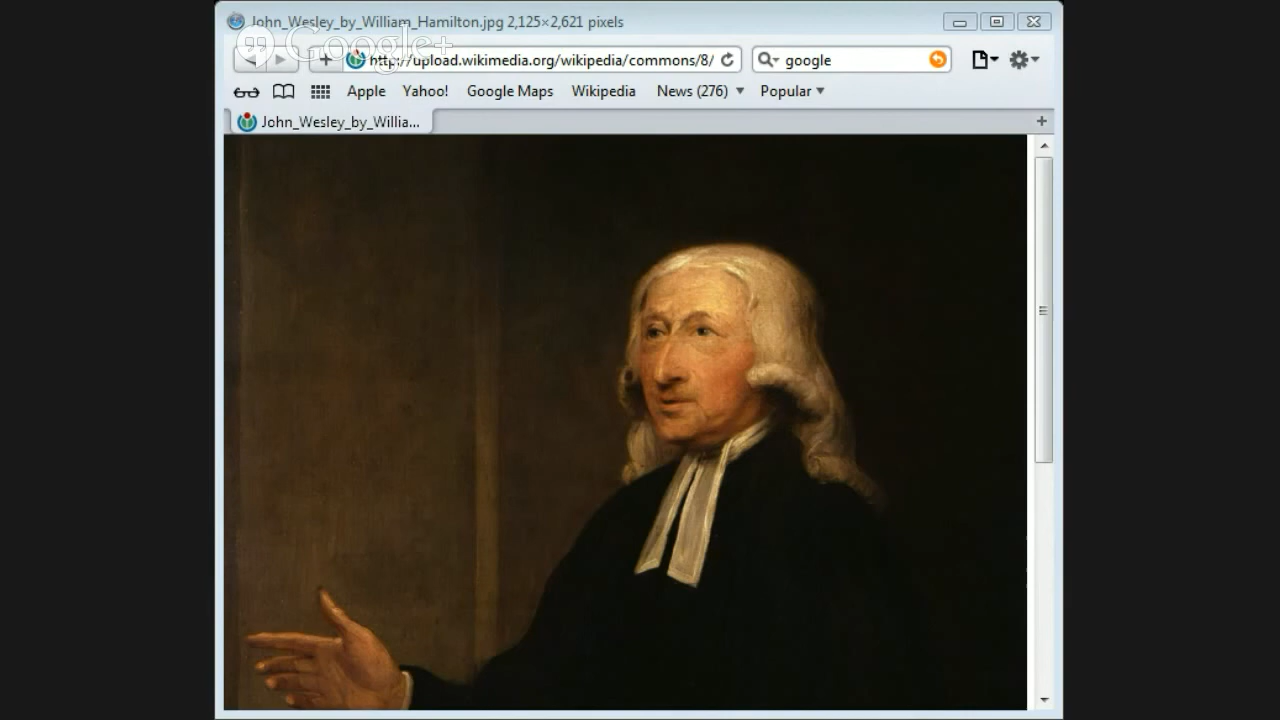 John_Wesley_by_William_Hamilton.jpg 2,125×2,621 pixels
Google+
http://upload.wikimedia.org/wikipedia/commons/8/
google
Apple Yahoo! Google Maps Wikipedia News (276) Popular
John_Wesley_by_Willia...